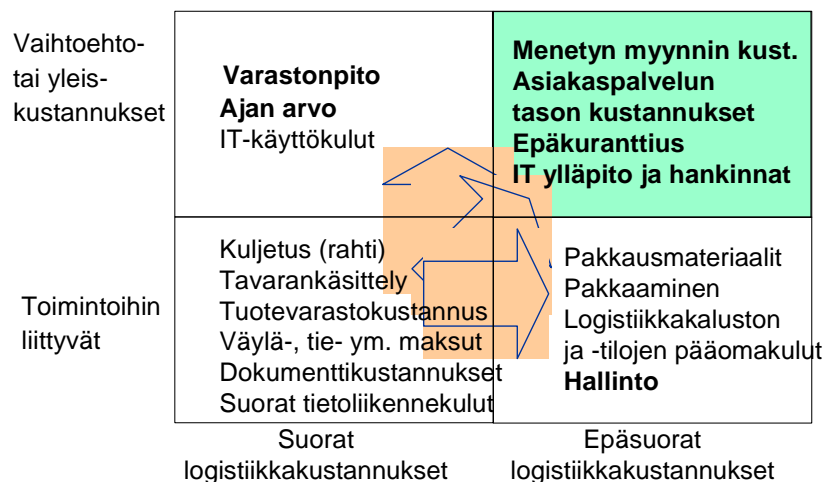 Vaihtoehto-
tai yleis-
kustannukset
Varastonpito
Ajan arvo
IT-käyttökulut
Menetyn myynnin kust.
Asiakaspalvelun
tason kustannukset
Epäkuranttius
IT ylläpito ja hankinnat
Toimintoihin
liittyvät
Kuljetus (rahti)
Tavarankäsittely
Tuotevarastokustannus
Väylä-, tie- ym. maksut
Dokumenttikustannukset
Suorat tietoliikennekulut
Pakkausmateriaalit
Pakkaaminen
Logistiikkakaluston
ja -tilojen pääomakulut
Hallinto
Suorat
logistiikkakustannukset
Epäsuorat
logistiikkakustannukset